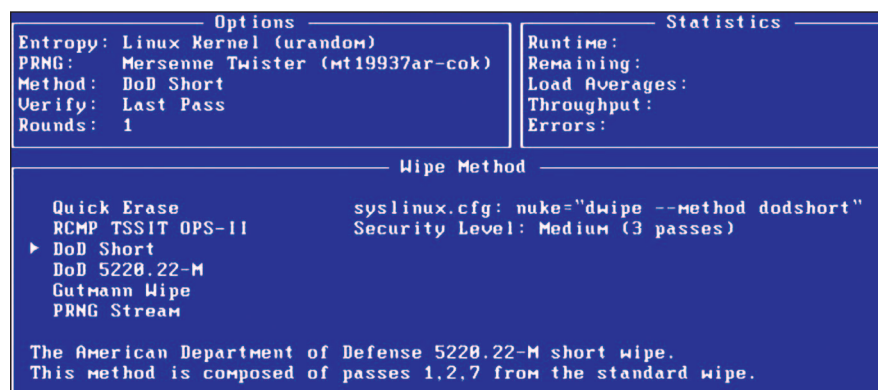 Options
Entropy: Linux Kernel (urandom)
PRNG: Mersenne Twister (mt19937ar-cok)
Method: DoD Short
Verify: Last Pass
Rounds: 1
Statistics
Runtime:
Remaining:
Load Averages:
Throughput:
Errors:
Wipe Method
Quick Erase
RCMP TSSIT OPS-II
DoD Short
DoD 5220.22-M
Gutmann Wipe
PRNG Stream
syslinux.cfg: nuke="dwipe --method dodshort"
Security Level: Medium (3 passes)
The American Department of Defense 5220.22-M short wipe.
This method is composed of passes 1,2,7 from the standard wipe.